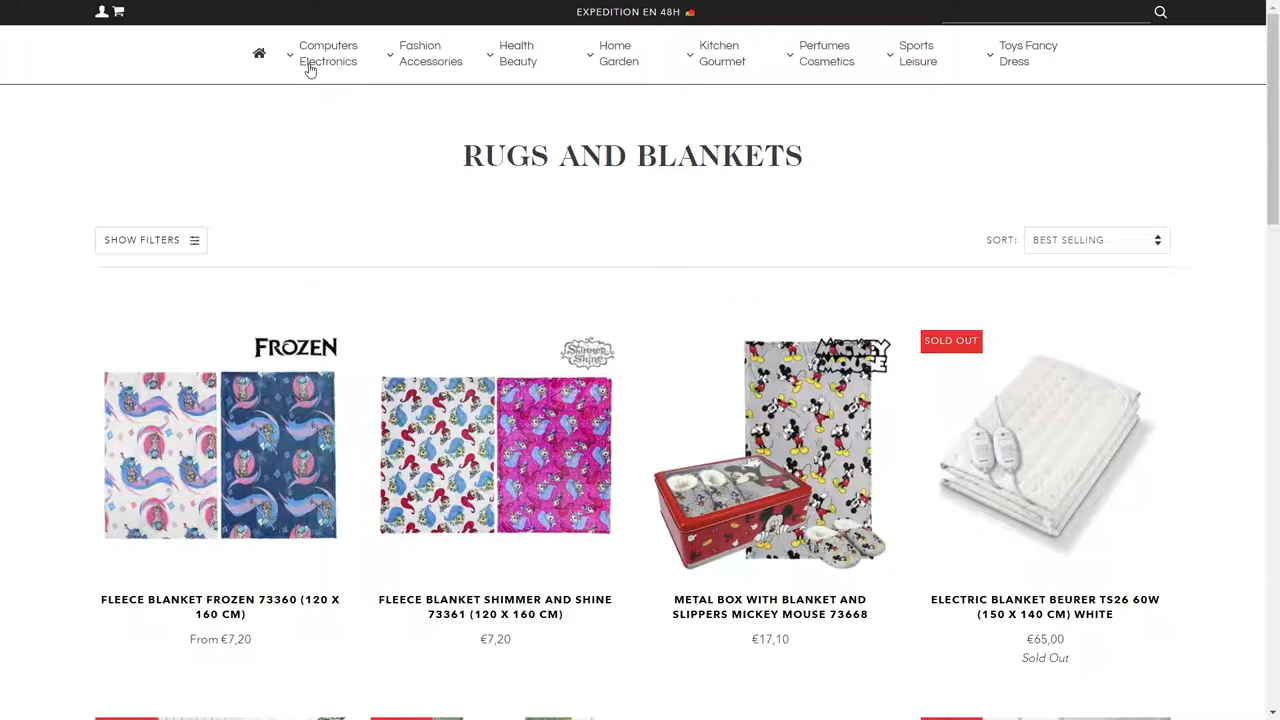 EXPEDITION EN 48H
Computers
Electronics
Fashion
Accessories
Health
Beauty
Home
Garden
Kitchen
Gourmet
Perfumes
Cosmetics
Sports
Leisure
Toys Fancy
Dress
RUGS AND BLANKETS
SHOW FILTERS
SORT:
BEST SELLING
FROZEN
SHIMMER
SHINE
MICKEY
MOUSE
SOLD OUT
FLEECE BLANKET FROZEN 73360 (120 X
160 CM)
From €7,20
FLEECE BLANKET SHIMMER AND SHINE
73361 (120 X 160 CM)
€7,20
METAL BOX WITH BLANKET AND
SLIPPERS MICKEY MOUSE 73668
€17,10
ELECTRIC BLANKET BEURER TS26 60W
(150 X 140 CM) WHITE
€65,00
Sold Out